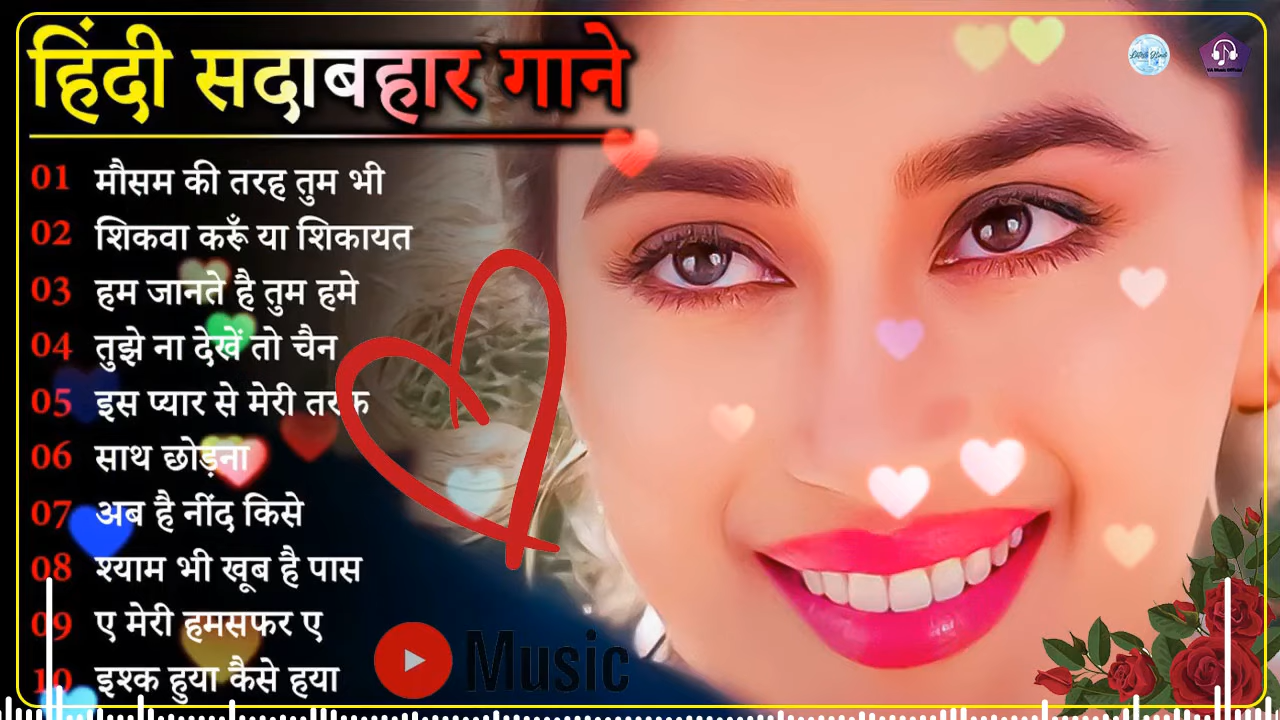 हिंदी सदाबहार गाने
01 मौसम की तरह तुम भी
02 शिकवा करूँ या शिकायत
03 हम जानते है तुम हमे
04 तुझे ना देखें तो चैन
05 इस प्यार से मेरी तरफ
06 साथ छोड़ना
07 अब है नींद किसे
08 श्याम भी खूब है पास
09 ए मेरी हमसफर ए
10 इश्क हुया कैसे हया
Music